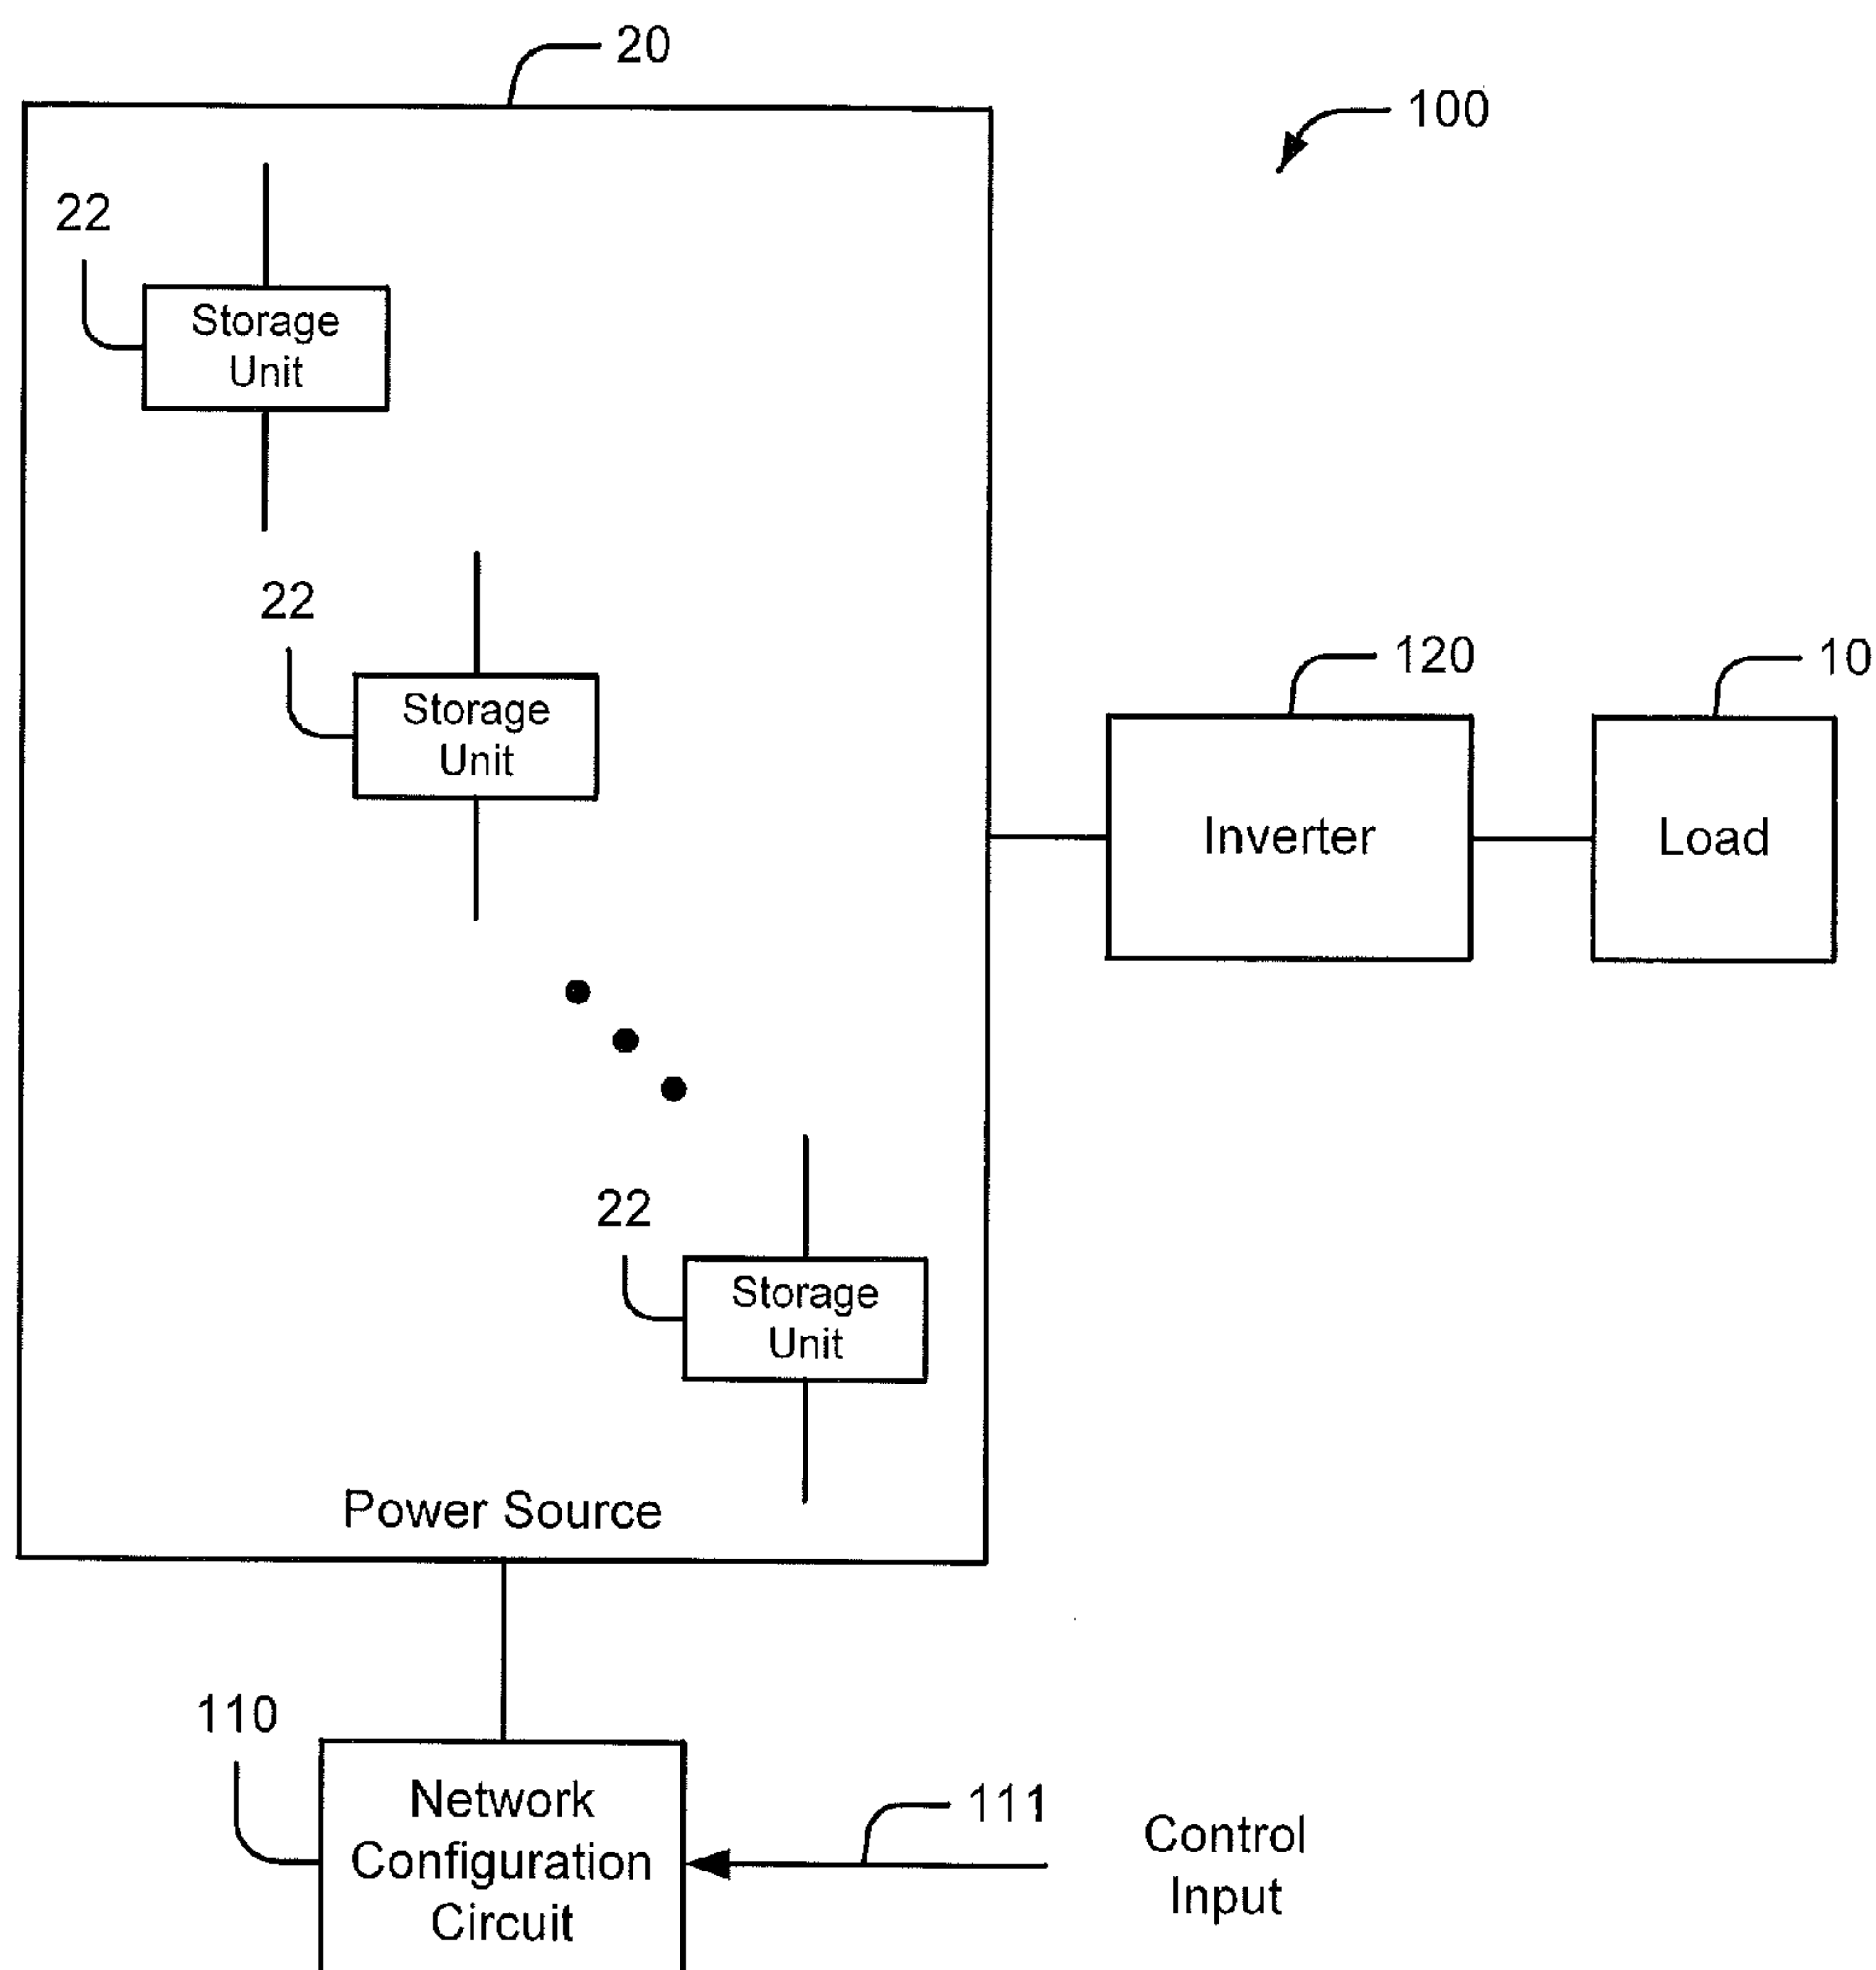 20
100
22
Storage
Unit
22
Storage
Unit
120
10
Inverter
Load
22
Storage
Unit
Power Source
110
Network
Configuration
Circuit
111
Control
Input